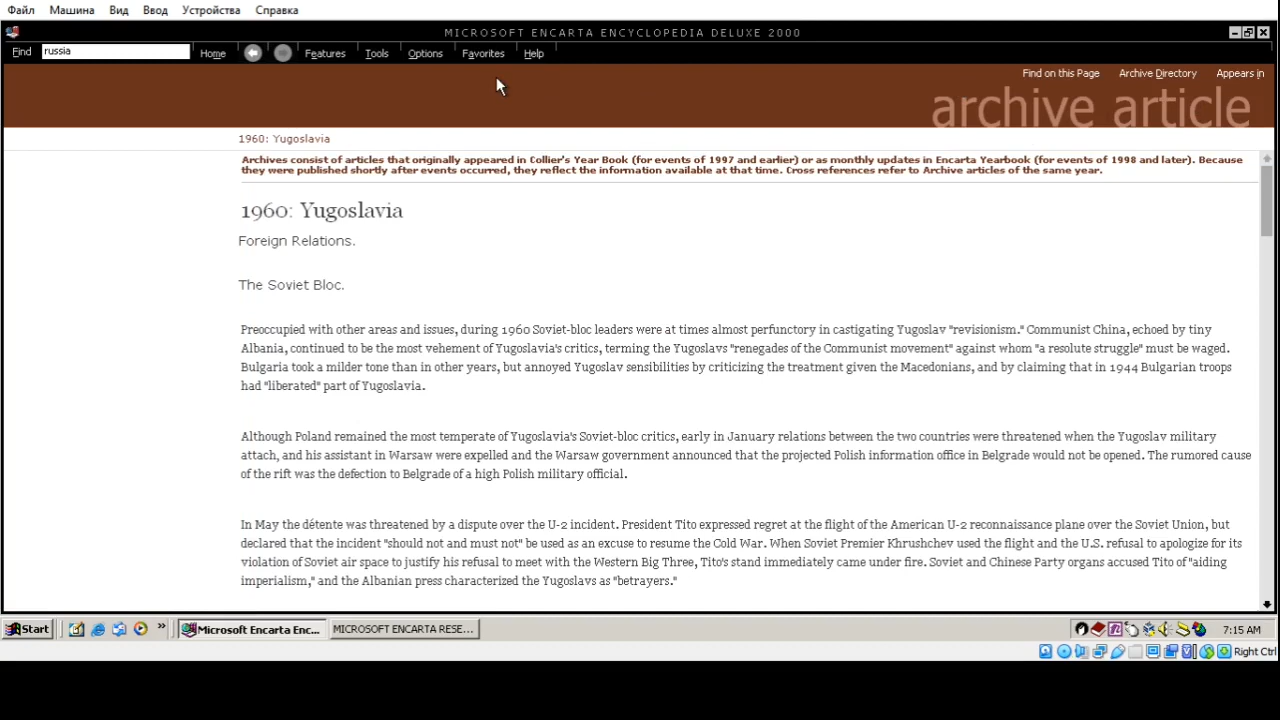 Файл Машина Вид Ввод Устройства Справка
MICROSOFT ENCARTA ENCYCLOPEDIA DELUXE 2000
Find russia Home Features Tools Options Favorites Help
Find on this Page Archive Directory Appears in
archive article
1960: Yugoslavia
Archives consist of articles that originally appeared in Collier's Year Book (for events of 1997 and earlier) or as monthly updates in Encarta Yearbook (for events of 1998 and later). Because
they were published shortly after events occurred, they reflect the information available at that time. Cross references refer to Archive articles of the same year.
1960: Yugoslavia
Foreign Relations.
The Soviet Bloc.
Preoccupied with other areas and issues, during 1960 Soviet-bloc leaders were at times almost perfunctory in castigating Yugoslav "revisionism." Communist China, echoed by tiny
Albania, continued to be the most vehement of Yugoslavia's critics, terming the Yugoslavs "renegades of the Communist movement" against whom "a resolute struggle" must be waged.
Bulgaria took a milder tone than in other years, but annoyed Yugoslav sensibilities by criticizing the treatment given the Macedonians, and by claiming that in 1944 Bulgarian troops
had "liberated" part of Yugoslavia.
Although Poland remained the most temperate of Yugoslavia's Soviet-bloc critics, early in January relations between the two countries were threatened when the Yugoslav military
attach, and his assistant in Warsaw were expelled and the Warsaw government announced that the projected Polish information office in Belgrade would not be opened. The rumored cause
of the rift was the defection to Belgrade of a high Polish military official.
In May the détente was threatened by a dispute over the U-2 incident. President Tito expressed regret at the flight of the American U-2 reconnaissance plane over the Soviet Union, but
declared that the incident "should not and must not" be used as an excuse to resume the Cold War. When Soviet Premier Khrushchev used the flight and the U.S. refusal to apologize for its
violation of Soviet air space to justify his refusal to meet with the Western Big Three, Tito's stand immediately came under fire. Soviet and Chinese Party organs accused Tito of "aiding
imperialism," and the Albanian press characterized the Yugoslavs as "betrayers."
Start » Microsoft Encarta Enc... MICROSOFT ENCARTA RESE... 7:15 AM
Right Ctrl